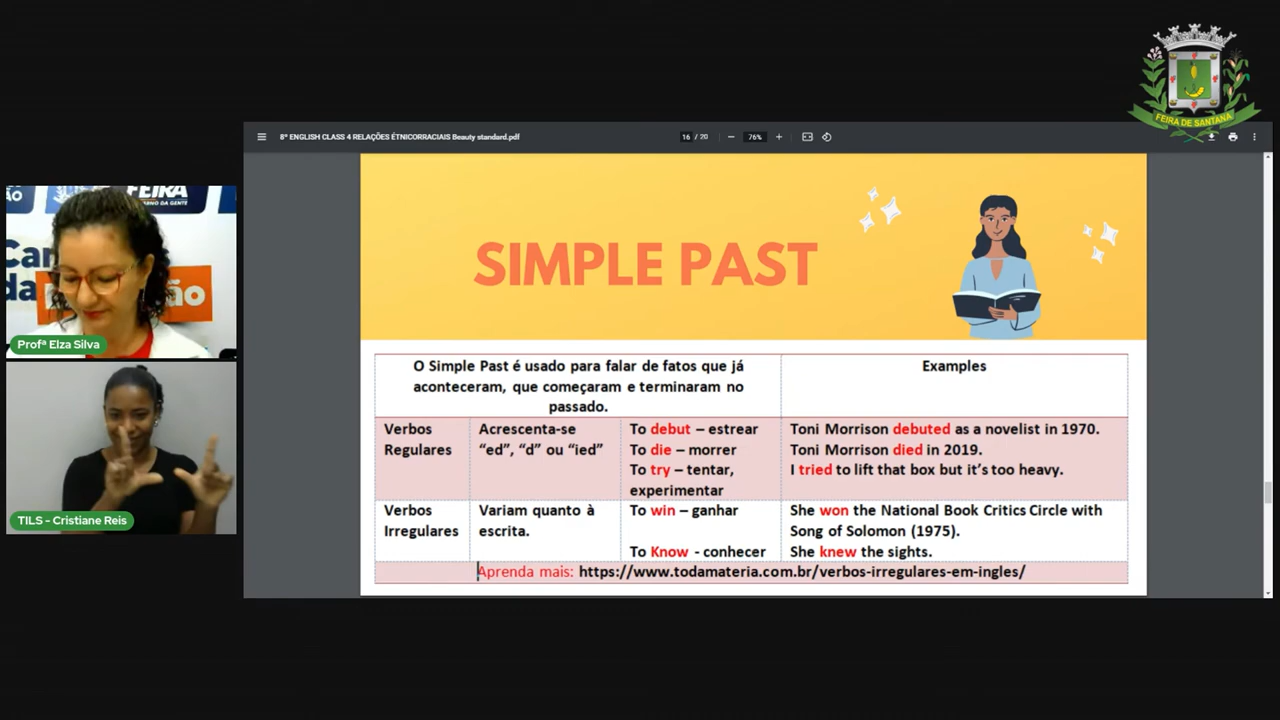 FEIRA DE SANTANA
8º ENGLISH CLASS 4 RELAÇÕES ÉTNICORRACIAIS Beauty standard.pdf
16 / 20
76%
FEIRA
Profª Elza Silva
TILS - Cristiane Reis
SIMPLE PAST
O Simple Past é usado para falar de fatos que já
aconteceram, que começaram e terminaram no
passado.
Examples
Verbos
Regulares
Acrescenta-se
“ed”, “d” ou “ied”
To debut – estrear
To die – morrer
To try – tentar,
experimentar
Toni Morrison debuted as a novelist in 1970.
Toni Morrison died in 2019.
I tried to lift that box but it’s too heavy.
Verbos
Irregulares
Variam quanto à
escrita.
To win – ganhar
To Know - conhecer
She won the National Book Critics Circle with
Song of Solomon (1975).
She knew the sights.
Aprenda mais: https://www.todamateria.com.br/verbos-irregulares-em-ingles/